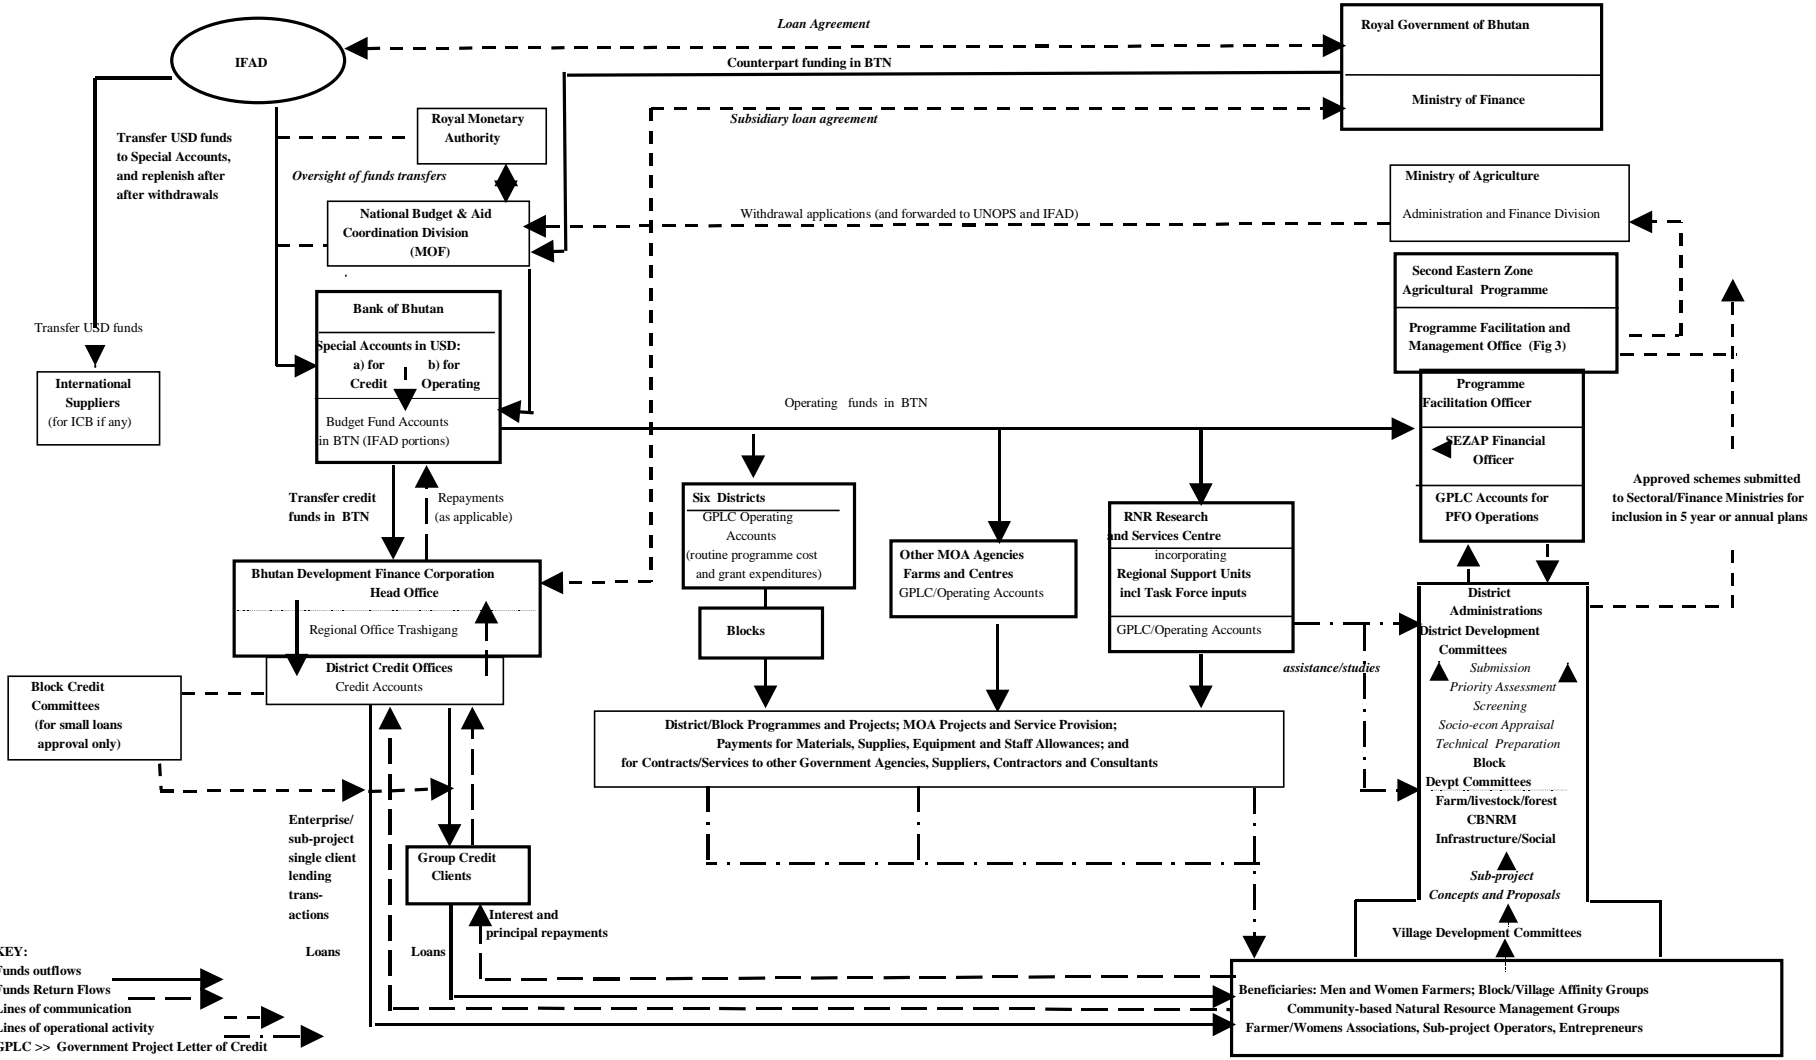 Loan Agreement
Royal Government of Bhutan
IFAD
Counterpart funding in BTN
Ministry of Finance
Royal Monetary
Authority
Subsidiary loan agreement
Transfer USD funds
to Special Accounts,
and replenish after
after withdrawals
Oversight of funds transfers
Ministry of Agriculture
Administration and Finance Division
National Budget & Aid
Coordination Division
(MOF)
Withdrawal applications (and forwarded to UNOPS and IFAD)
Second Eastern Zone
Agricultural Programme
Programme Facilitation and
Management Office (Fig 3)
Bank of Bhutan
Special Accounts in USD:
a) for b) for
Credit Operating
Budget Fund Accounts
in BTN (IFAD portions)
Transfer USD funds
International
Suppliers
(for ICB if any)
Operating funds in BTN
Programme
Facilitation Officer
SEZAP Financial
Officer
GPLC Accounts for
PFO Operations
Approved schemes submitted
to Sectoral/Finance Ministries for
inclusion in 5 year or annual plans
Transfer credit
funds in BTN
Repayments
(as applicable)
Six Districts
GPLC Operating
Accounts
(routine programme cost
and grant expenditures)
Blocks
Other MOA Agencies
Farms and Centres
GPLC/Operating Accounts
RNR Research
and Services Centre
incorporating
Regional Support Units
incl Task Force inputs
GPLC/Operating Accounts
Bhutan Development Finance Corporation
Head Office
Regional Office Trashigang
District Credit Offices
Credit Accounts
Block Credit
Committees
(for small loans
approval only)
assistance/studies
District
Administrations
District Development
Committees
Submission
Priority Assessment
Screening
Socio-econ Appraisal
Technical Preparation
Block
Devpt Committees
Farm/livestock/forest
CBNRM
Infrastructure/Social
Sub-project
Concepts and Proposals
Village Development Committees
District/Block Programmes and Projects; MOA Projects and Service Provision;
Payments for Materials, Supplies, Equipment and Staff Allowances; and
for Contracts/Services to other Government Agencies, Suppliers, Contractors and Consultants
Enterprise/
sub-project
single client
lending
trans-
actions
Group Credit
Clients
Interest and
principal repayments
Loans
Loans
KEY:
Funds outflows
Funds Return Flows
Lines of communication
Lines of operational activity
GPLC >> Government Project Letter of Credit
Beneficiaries: Men and Women Farmers; Block/Village Affinity Groups
Community-based Natural Resource Management Groups
Farmer/Womens Associations, Sub-project Operators, Entrepreneurs